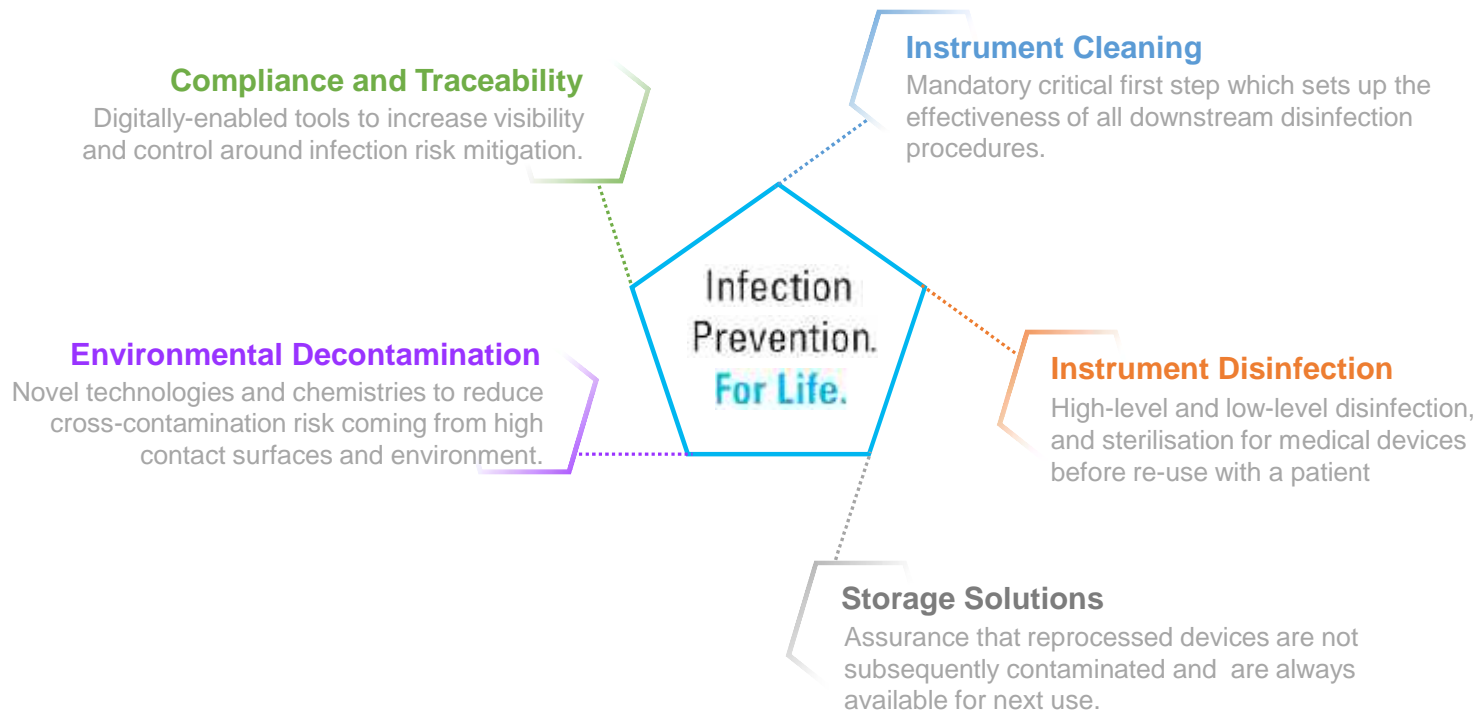 Instrument Cleaning
Mandatory critical first step which sets up the
effectiveness of all downstream disinfection
procedures.
Compliance and Traceability
Digitally-enabled tools to increase visibility
and control around infection risk mitigation.
Infection
Prevention.
For Life.
Environmental Decontamination
Novel technologies and chemistries to reduce
cross-contamination risk coming from high
contact surfaces and environment.
Instrument Disinfection
High-level and low-level disinfection,
and sterilisation for medical devices
before re-use with a patient
Storage Solutions
Assurance that reprocessed devices are not
subsequently contaminated and  are always
available for next use.